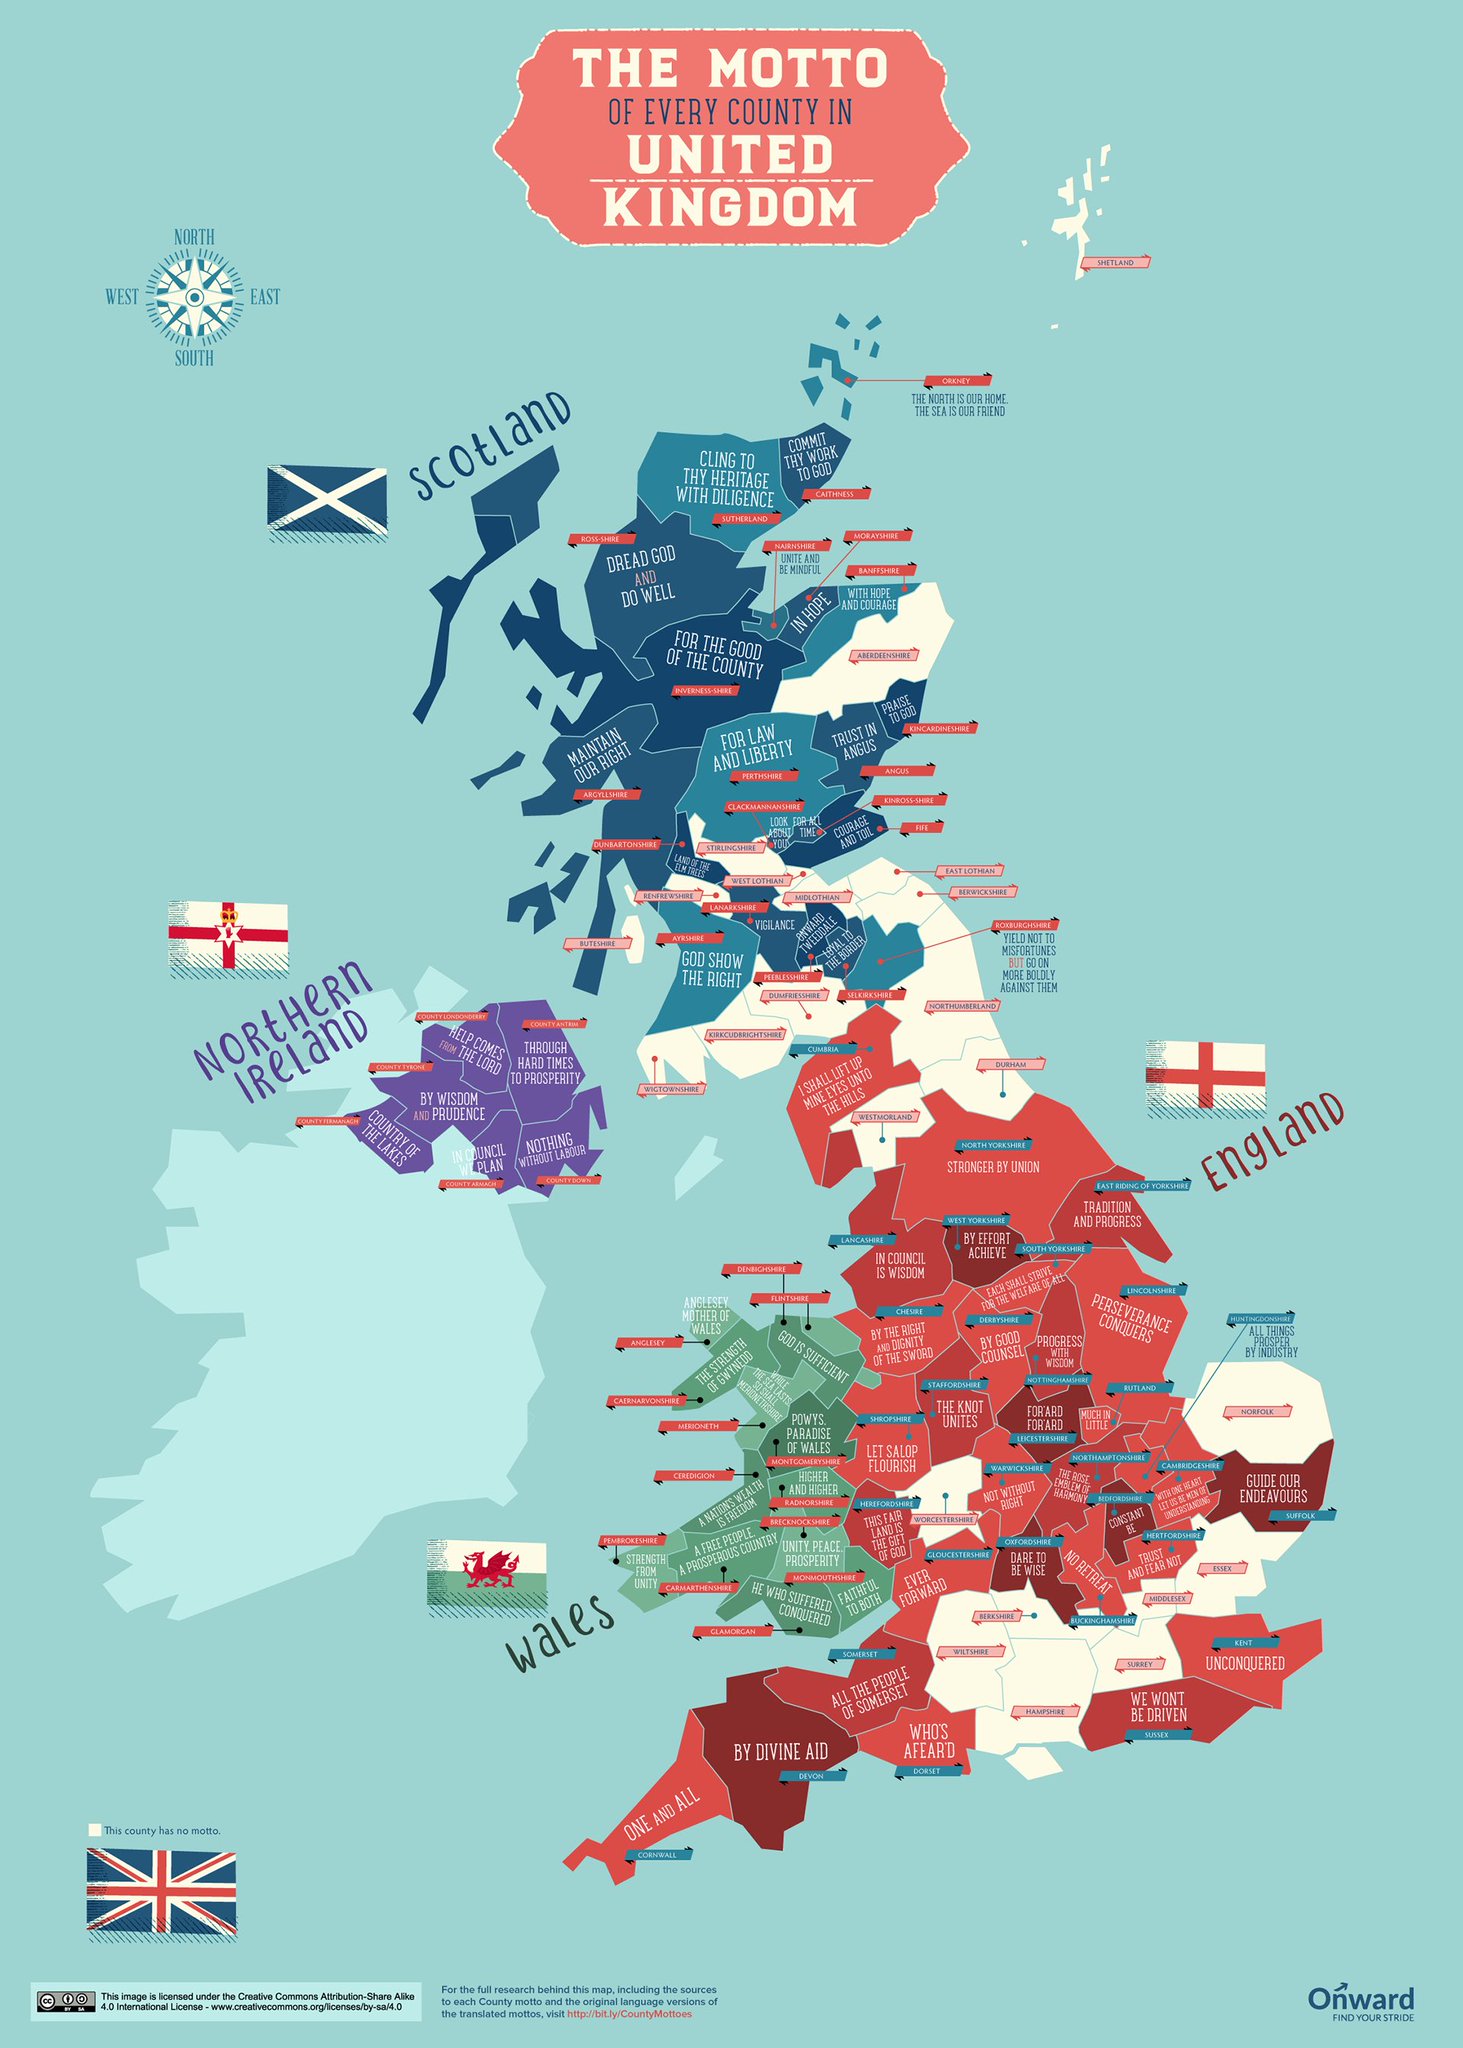 THE MOTTO
OF EVERY COUNTY IN
UNITED
KINGDOM
NORTH
WEST
EAST
SOUTH
SHETLAND
ORKNEY
THE NORTH IS OUR HOME.
THE SEA IS OUR FRIEND
SCOTLAND
COMMIT
THY WORK
TO GOD
CAITHNESS
CLING TO
THY HERITAGE
WITH DILIGENCE
SUTHERLAND
ROSS-SHIRE
DREAD GOD
AND
DO WELL
NAIRNSHIRE
UNITE AND
BE MINDFUL
MORAYSHIRE
IN HOPE
BANFFSHIRE
WITH HOPE
AND COURAGE
ABERDEENSHIRE
FOR THE GOOD
OF THE COUNTY
INVERNESS-SHIRE
PRAISE
TO GOD
KINCARDINESHIRE
TRUST IN
ANGUS
ANGUS
MAINTAIN
OUR RIGHT
ARGYLLSHIRE
FOR LAW
AND LIBERTY
PERTHSHIRE
CLACKMANNANSHIRE
LOOK
ABOUT
YOU
KINROSS-SHIRE
FOR ALL
TIME
COURAGE
AND TOIL
FIFE
DUNBARTONSHIRE
LAND OF THE
ELM TREES
STIRLINGSHIRE
WEST LOTHIAN
EAST LOTHIAN
MIDLOTHIAN
BERWICKSHIRE
RENFREWSHIRE
LANARKSHIRE
VIGILANCE
BUTESHIRE
AYRSHIRE
GOD SHOW
THE RIGHT
ONWARD
TWEEDDALE
PEEBLESSHIRE
LOYAL TO
THE BORDER
SELKIRKSHIRE
ROXBURGHSHIRE
YIELD NOT TO
MISFORTUNES
BUT GO ON
MORE BOLDLY
AGAINST THEM
DUMFRIESSHIRE
KIRKCUDBRIGHTSHIRE
WIGTOWNSHIRE
NORTHERN
IRELAND
COUNTY LONDONDERRY
HELP COMES
FROM THE LORD
COUNTY ANTRIM
THROUGH
HARD TIMES
TO PROSPERITY
COUNTY TYRONE
BY WISDOM
AND PRUDENCE
COUNTY FERMANAGH
COUNTRY OF
THE LAKES
IN COUNCIL
WE PLAN
COUNTY ARMAGH
NOTHING
WITHOUT LABOUR
COUNTY DOWN
ENGLAND
NORTHUMBERLAND
CUMBRIA
I SHALL LIFT UP
MINE EYES UNTO
THE HILLS
DURHAM
WESTMORLAND
NORTH YORKSHIRE
STRONGER BY UNION
EAST RIDING OF YORKSHIRE
TRADITION
AND PROGRESS
LANCASHIRE
IN COUNCIL
IS WISDOM
WEST YORKSHIRE
BY EFFORT
ACHIEVE
SOUTH YORKSHIRE
EACH SHALL STRIVE
FOR THE WELFARE OF ALL
CHESIRE
BY THE RIGHT
AND DIGNITY
OF THE SWORD
DERBYSHIRE
BY GOOD
COUNSEL
PROGRESS
WITH
WISDOM
NOTTINGHAMSHIRE
LINCOLNSHIRE
PERSEVERANCE
CONQUERS
HUNTINGDONSHIRE
ALL THINGS
PROSPER
BY INDUSTRY
STAFFORDSHIRE
THE KNOT
UNITES
FOR'ARD
FOR'ARD
LEICESTERSHIRE
RUTLAND
MUCH IN
LITTLE
NORFOLK
SHROPSHIRE
LET SALOP
FLOURISH
WARWICKSHIRE
NOT WITHOUT
RIGHT
NORTHAMPTONSHIRE
THE ROSE,
EMBLEM OF
HARMONY
CAMBRIDGESHIRE
WITH ONE HEART
LET US BE MEN OF
UNDERSTANDING
GUIDE OUR
ENDEAVOURS
SUFFOLK
BEDFORDSHIRE
CONSTANT
BE
HEREFORDSHIRE
THIS FAIR
LAND IS
THE GIFT
OF GOD
WORCESTERSHIRE
GLOUCESTERSHIRE
EVER
FORWARD
OXFORDSHIRE
DARE TO
BE WISE
NO RETREAT
BUCKINGHAMSHIRE
HERTFORDSHIRE
TRUST
AND FEAR NOT
ESSEX
MIDDLESEX
BERKSHIRE
WILTSHIRE
SURREY
KENT
UNCONQUERED
HAMPSHIRE
WE WON'T
BE DRIVEN
SUSSEX
SOMERSET
ALL THE PEOPLE
OF SOMERSET
WHO'S
AFEAR'D
DORSET
BY DIVINE AID
DEVON
ONE AND ALL
CORNWALL
WALES
DENBIGHSHIRE
FLINTSHIRE
GOD IS SUFFICIENT
ANGLESEY
MOTHER OF
WALES
ANGLESEY
THE STRENGTH
OF GWYNEDD
CAERNARVONSHIRE
WHILE
THE SEA LASTS
SO SHALL
MERIONETHSHIRE
MERIONETH
POWYS,
PARADISE
OF WALES
MONTGOMERYSHIRE
CEREDIGION
A NATION'S WEALTH
IS FREEDOM
HIGHER
AND HIGHER
RADNORSHIRE
BRECKNOCKSHIRE
UNITY, PEACE,
PROSPERITY
PEMBROKESHIRE
STRENGTH
FROM
UNITY
A FREE PEOPLE,
A PROSPEROUS COUNTRY
CARMARTHENSHIRE
MONMOUTHSHIRE
FAITHFUL
TO BOTH
HE WHO SUFFERED,
CONQUERED
GLAMORGAN
This county has no motto.
CC BY SA
This image is licensed under the Creative Commons Attribution-Share Alike
4.0 International License - www.creativecommons.org/licenses/by-sa/4.0
For the full research behind this map, including the sources
to each County motto and the original language versions of
the translated mottos, visit http://bit.ly/CountyMottoes
Onward
FIND YOUR STRIDE